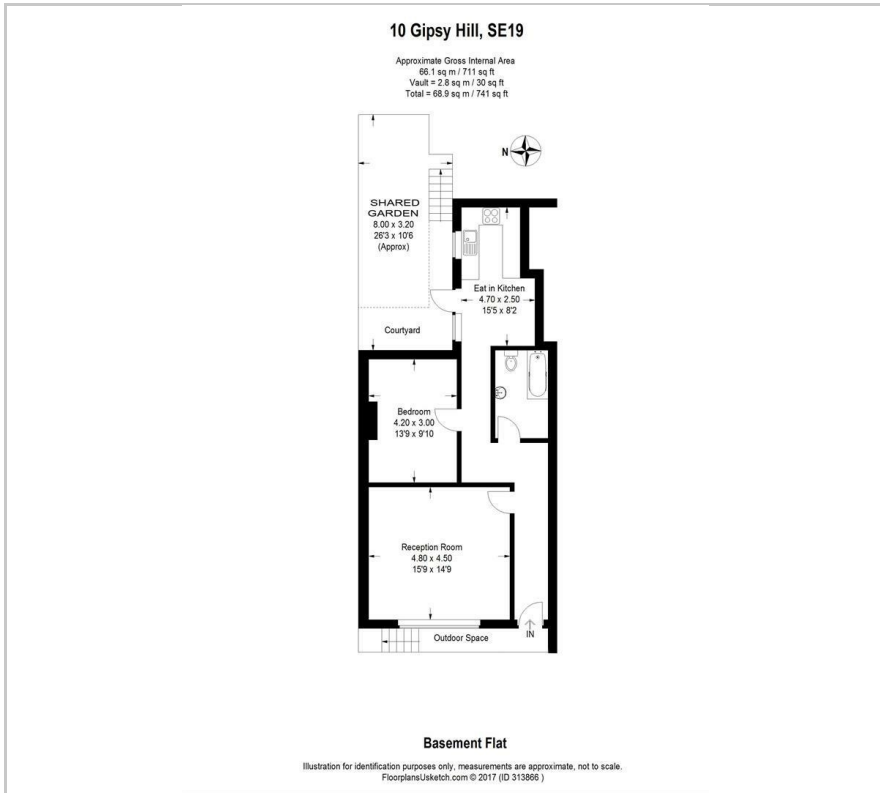 10 Gipsy Hill, SE19
Approximate Gross Internal Area
66.1 sq m / 711 sq ft
Vault = 2.8 sq m / 30 sq ft
Total = 68.9 sq m / 741 sq ft
N
SHARED
GARDEN
8.00 x 3.20
26'3 x 10'6
(Approx)
Eat in Kitchen
4.70 x 2.50
15'5 x 8'2
Courtyard
Bedroom
4.20 x 3.00
13'9 x 9'10
Reception Room
4.80 x 4.50
15'9 x 14'9
IN
Outdoor Space
Basement Flat
Illustration for identification purposes only, measurements are approximate, not to scale.
FloorplansUsketch.com © 2017 (ID 313866 )